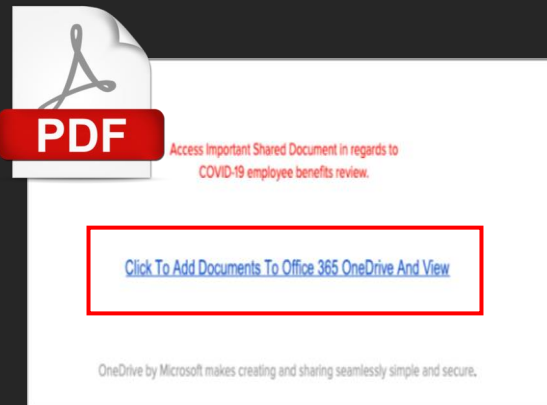 PDF
Access Important Shared Document in regards to
COVID-19 employee benefits review.
Click To Add Documents To Office 365 OneDrive And View
OneDrive by Microsoft makes creating and sharing seamlessly simple and secure.